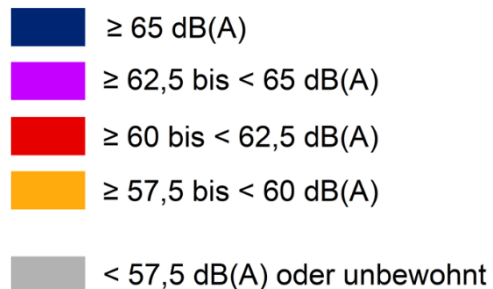 ≥ 65 dB(A)
≥ 62,5 bis < 65 dB(A)
≥ 60 bis < 62,5 dB(A)
≥ 57,5 bis < 60 dB(A)
< 57,5 dB(A) oder unbewohnt